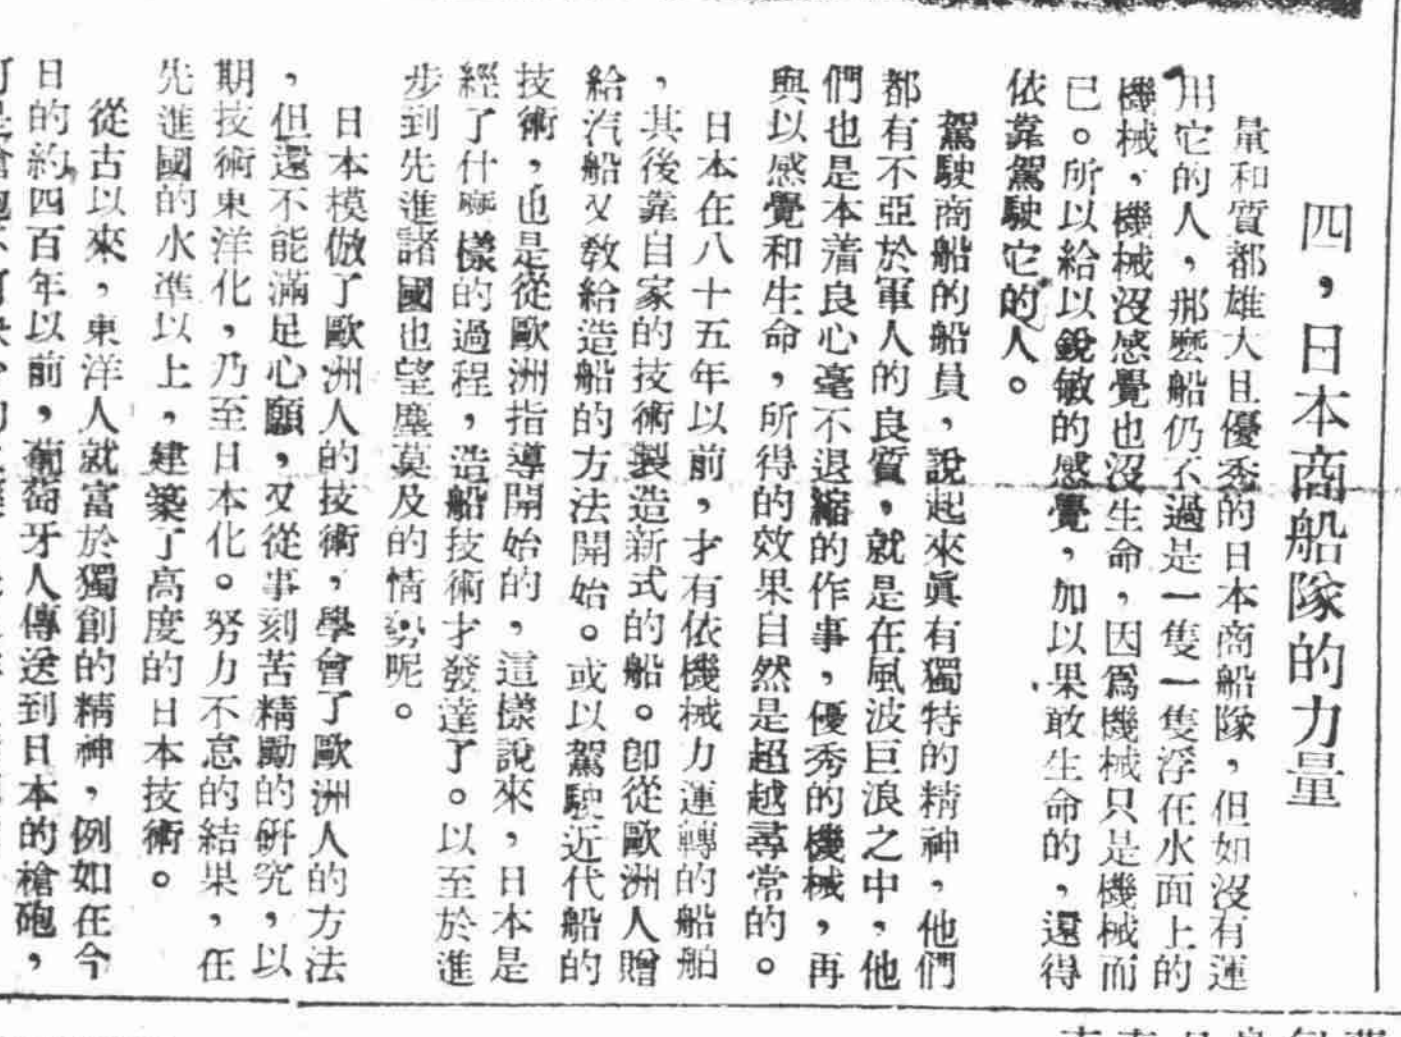 四，日本商船隊的力量
量和質都雄大且優秀的日本商船隊，但如沒有運
用它的人，那麼船仍不過是一隻一隻浮在水面上的
機械，機械沒感覺也沒生命，因爲機械只是機械而
已。所以給以銳敏的感覺，加以果敢生命的，還得
依靠駕駛它的人。
駕駛商船的船員，說起來眞有獨特的精神，他們
都有不亞於軍人的良質，就是在風波巨浪之中，他
們也是本着良心毫不退縮的作事，優秀的機械，再
與以感覺和生命，所得的效果自然是超越尋常的。
日本在八十五年以前，才有依機械力運轉的船舶
，其後靠自家的技術製造新式的船。卽從歐洲人贈
給汽船又教給造船的方法開始。或以駕駛近代船的
技術，也是從歐洲指導開始的，這樣說來，日本是
經了什麼樣的過程，造船技術才發達了。以至於進
步到先進諸國也望塵莫及的情勢呢。
日本模倣了歐洲人的技術，學會了歐洲人的方法
，但還不能滿足心願，又從事刻苦精勵的研究，以
期技術東洋化，乃至日本化。努力不怠的結果，在
先進國的水準以上，建築了高度的日本技術。
從古以來，東洋人就富於獨創的精神，例如在今
日的約四百年以前，葡萄牙人傳送到日本的槍砲，